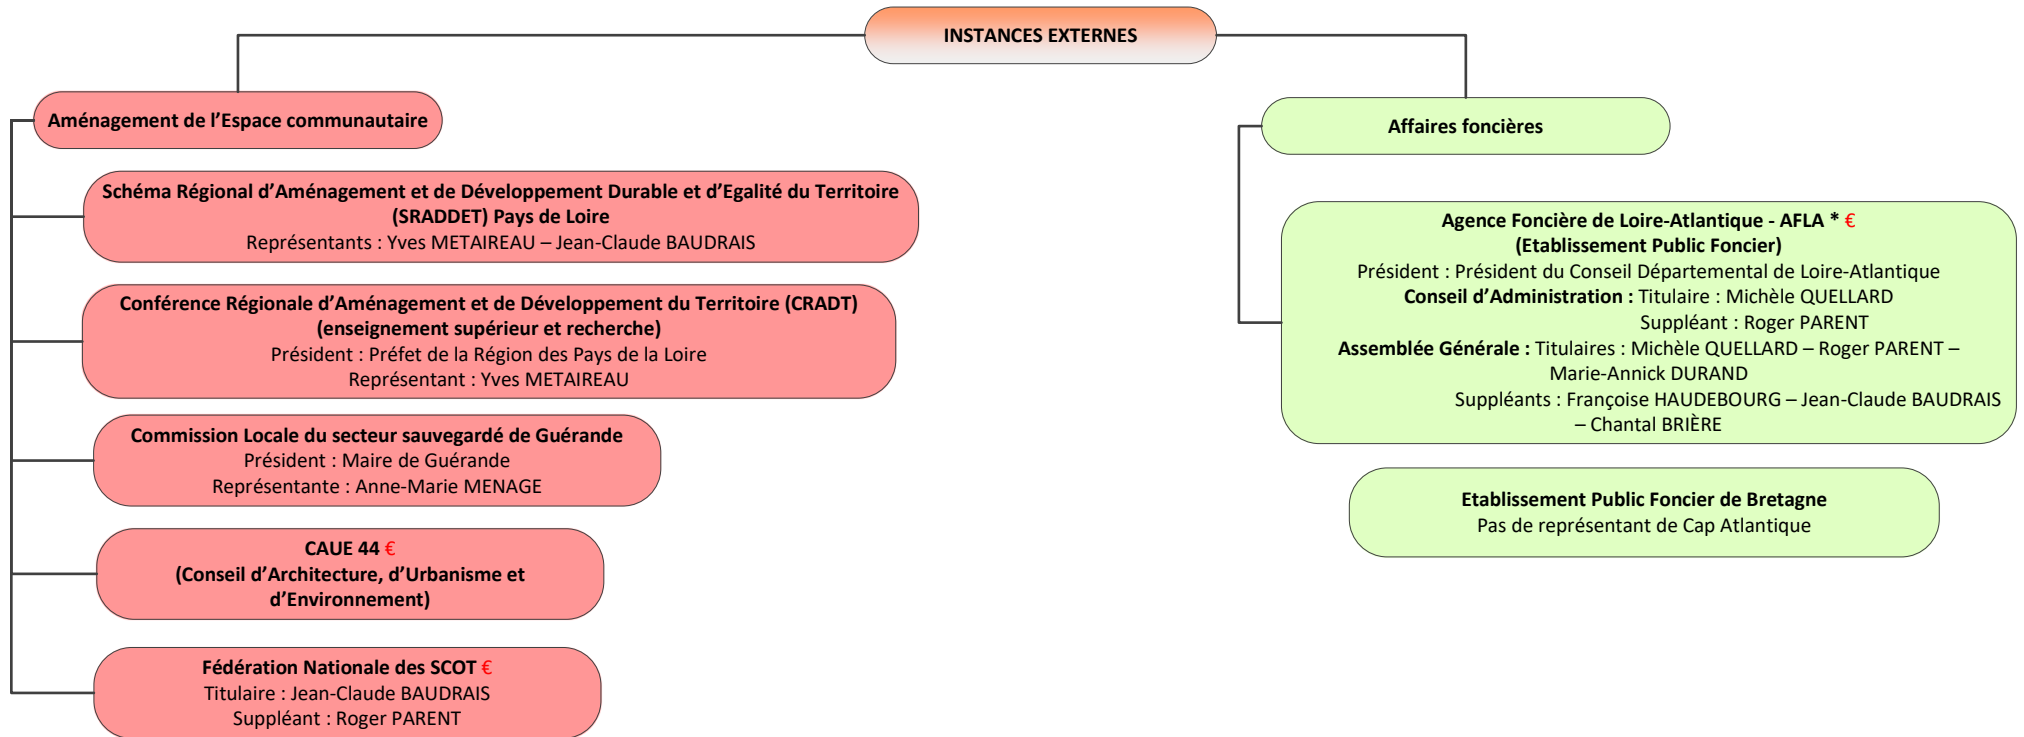 INSTANCES EXTERNES
Aménagement de l’Espace communautaire
Schéma Régional d’Aménagement et de Développement Durable et d’Egalité du Territoire
(SRADDET) Pays de Loire
Représentants : Yves METAIREAU – Jean-Claude BAUDRAIS
Conférence Régionale d’Aménagement et de Développement du Territoire (CRADT)
(enseignement supérieur et recherche)
Président : Préfet de la Région des Pays de la Loire
Représentant : Yves METAIREAU
Commission Locale du secteur sauvegardé de Guérande
Président : Maire de Guérande
Représentante : Anne-Marie MENAGE
CAUE 44 €
(Conseil d’Architecture, d’Urbanisme et
d’Environnement)
Fédération Nationale des SCOT €
Titulaire : Jean-Claude BAUDRAIS
Suppléant : Roger PARENT
Affaires foncières
Agence Foncière de Loire-Atlantique - AFLA * €
(Etablissement Public Foncier)
Président : Président du Conseil Départemental de Loire-Atlantique
Conseil d’Administration : Titulaire : Michèle QUELLARD
Suppléant : Roger PARENT
Assemblée Générale : Titulaires : Michèle QUELLARD – Roger PARENT –
Marie-Annick DURAND
Suppléants : Françoise HAUDEBOURG – Jean-Claude BAUDRAIS
– Chantal BRIÈRE
Etablissement Public Foncier de Bretagne
Pas de représentant de Cap Atlantique